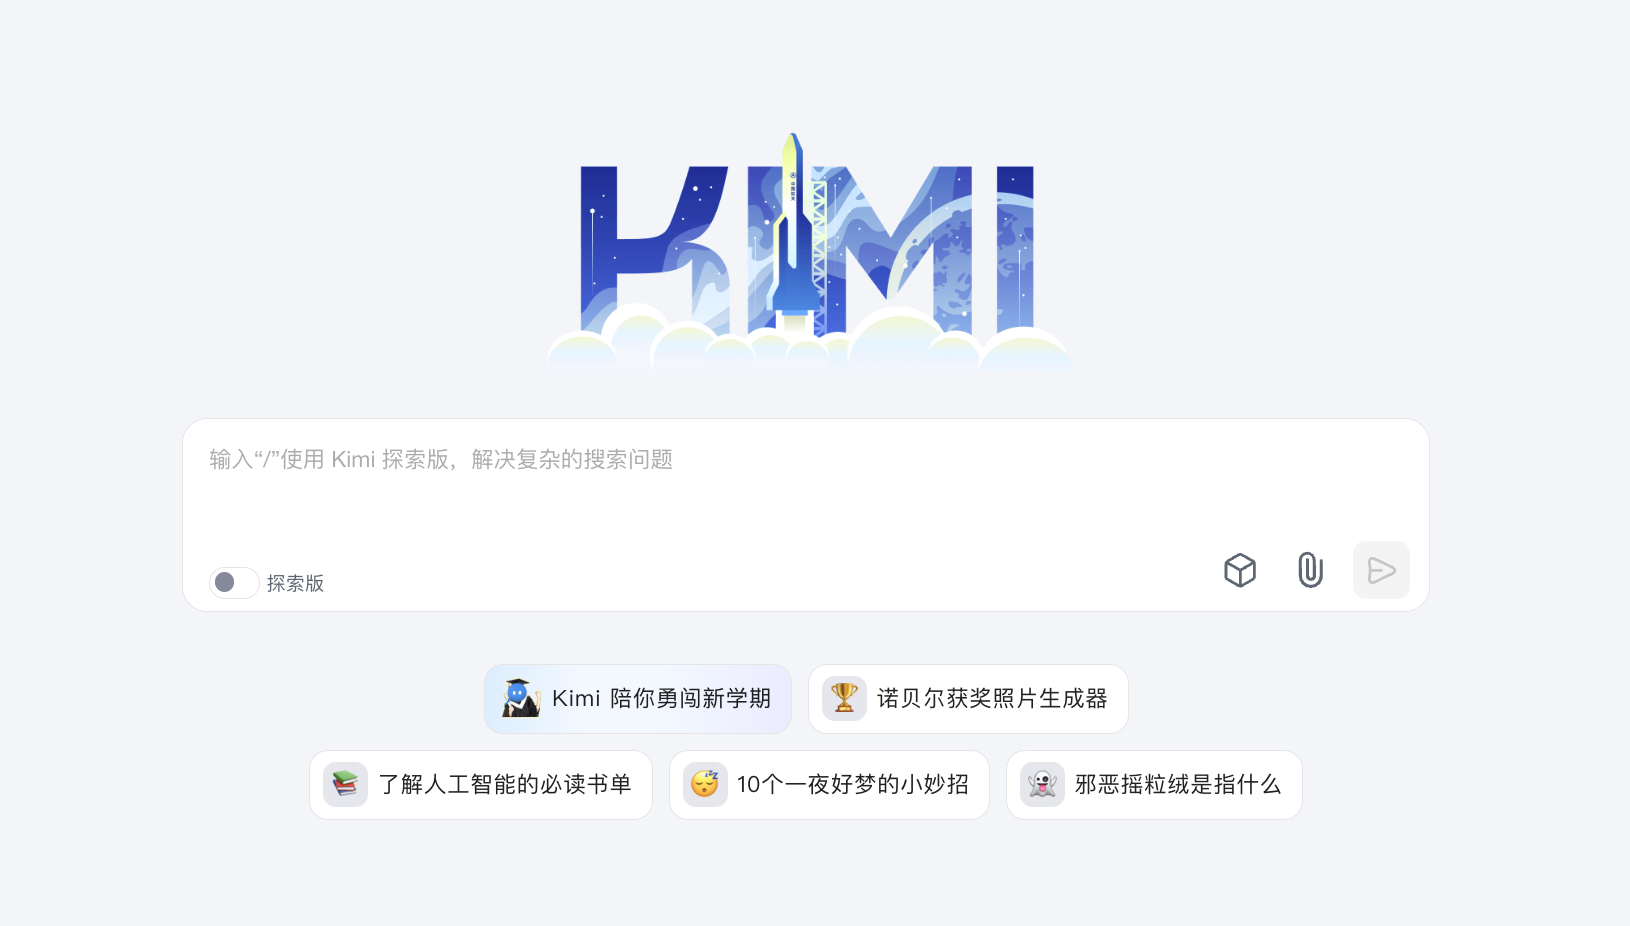 KIMI
输入“/”使用 Kimi 探索版，解决复杂的搜索问题
探索版
Kimi 陪你勇闯新学期
诺贝尔获奖照片生成器
了解人工智能的必读书单
10个一夜好梦的小妙招
邪恶摇粒绒是指什么